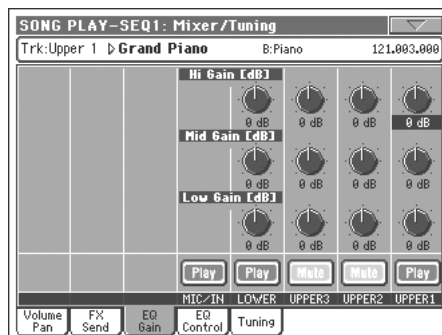 SONG PLAY-SEQ1: Mixer/Tuning
Trk:Upper 1 ▷Grand Piano B:Piano 121.003.000
Hi Gain [dB]
0 dB 0 dB 0 dB 0 dB
Mid Gain [dB]
0 dB 0 dB 0 dB 0 dB
Low Gain [dB]
0 dB 0 dB 0 dB 0 dB
Play Play Mute Mute Play
MIC/IN LOWER UPPER3 UPPER2 UPPER1
Volume Pan FX Send EQ Gain EQ Control Tuning